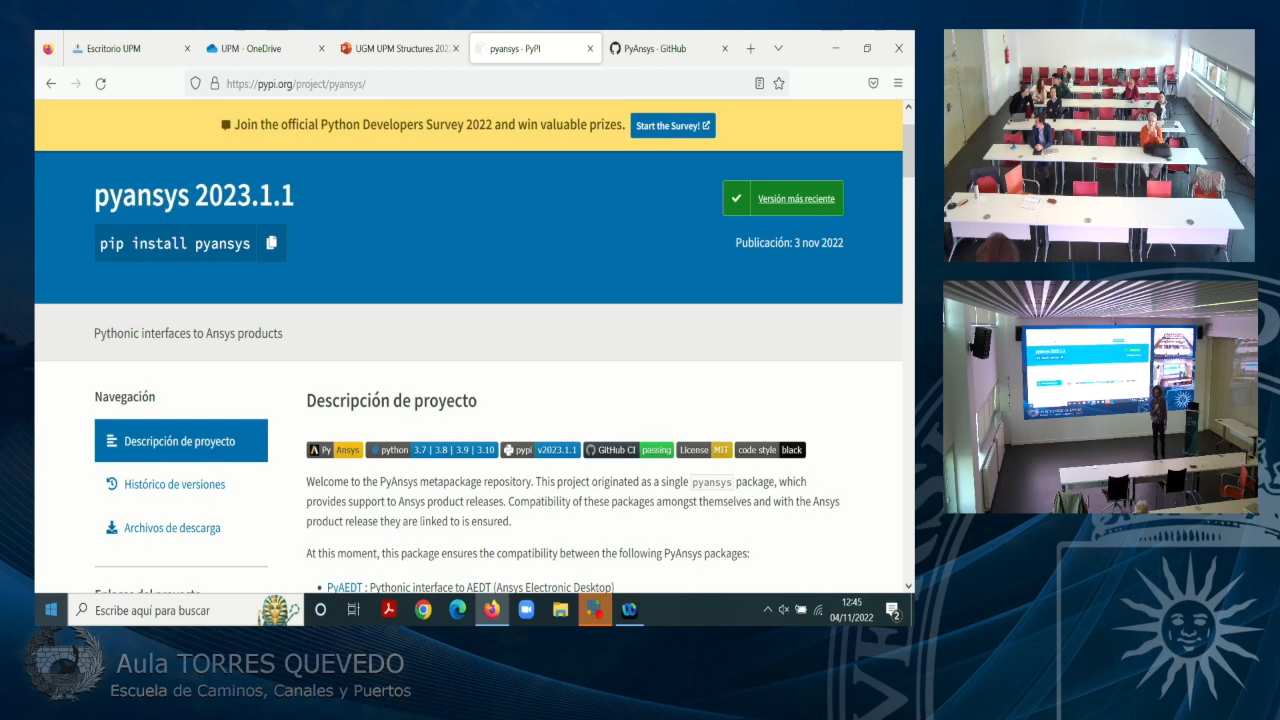 Escritorio UPM
UPM - OneDrive
UGM UPM Structures 202
pyansys · PyPI
PyAnsys · GitHub
https://pypi.org/project/pyansys/
Join the official Python Developers Survey 2022 and win valuable prizes. Start the Survey!
pyansys 2023.1.1
Versión más reciente
pip install pyansys
Publicación: 3 nov 2022
Pythonic interfaces to Ansys products
Navegación
Descripción de proyecto
Histórico de versiones
Archivos de descarga
Descripción de proyecto
Py Ansys python 3.7 | 3.8 | 3.9 | 3.10 pypi v2023.1.1 GitHub CI passing License MIT code style black
Welcome to the PyAnsys metapackage repository. This project originated as a single pyansys package, which
provides support to Ansys product releases. Compatibility of these packages amongst themselves and with the Ansys
product release they are linked to is ensured.
At this moment, this package ensures the compatibility between the following PyAnsys packages:
• PyAEDT : Pythonic interface to AEDT (Ansys Electronic Desktop)
Escribe aquí para buscar
12:45
04/11/2022
2
Aula TORRES QUEVEDO
Escuela de Caminos, Canales y Puertos